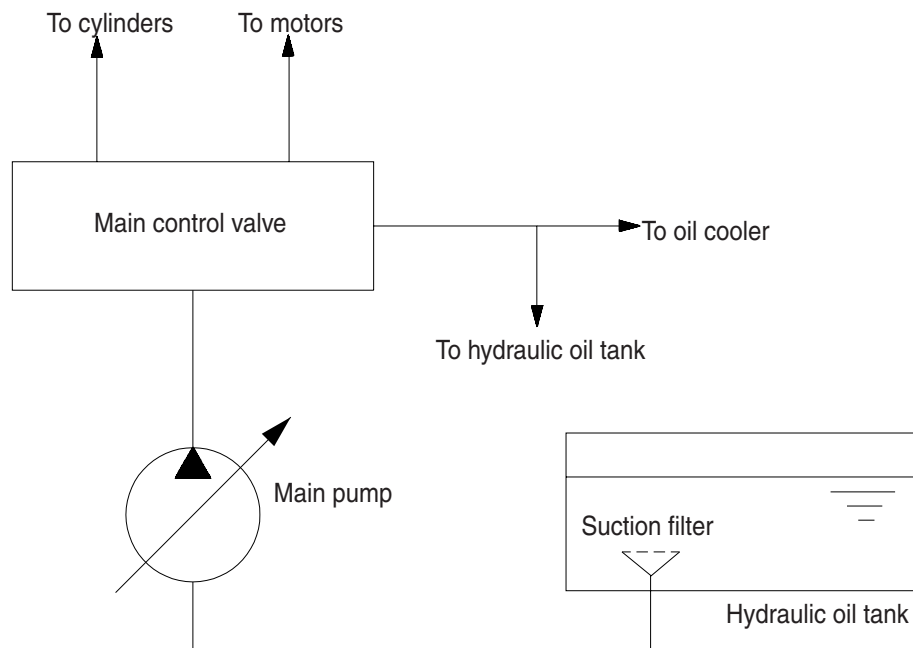 To cylinders
To motors
Main control valve
To oil cooler
To hydraulic oil tank
Main pump
Suction filter
Hydraulic oil tank